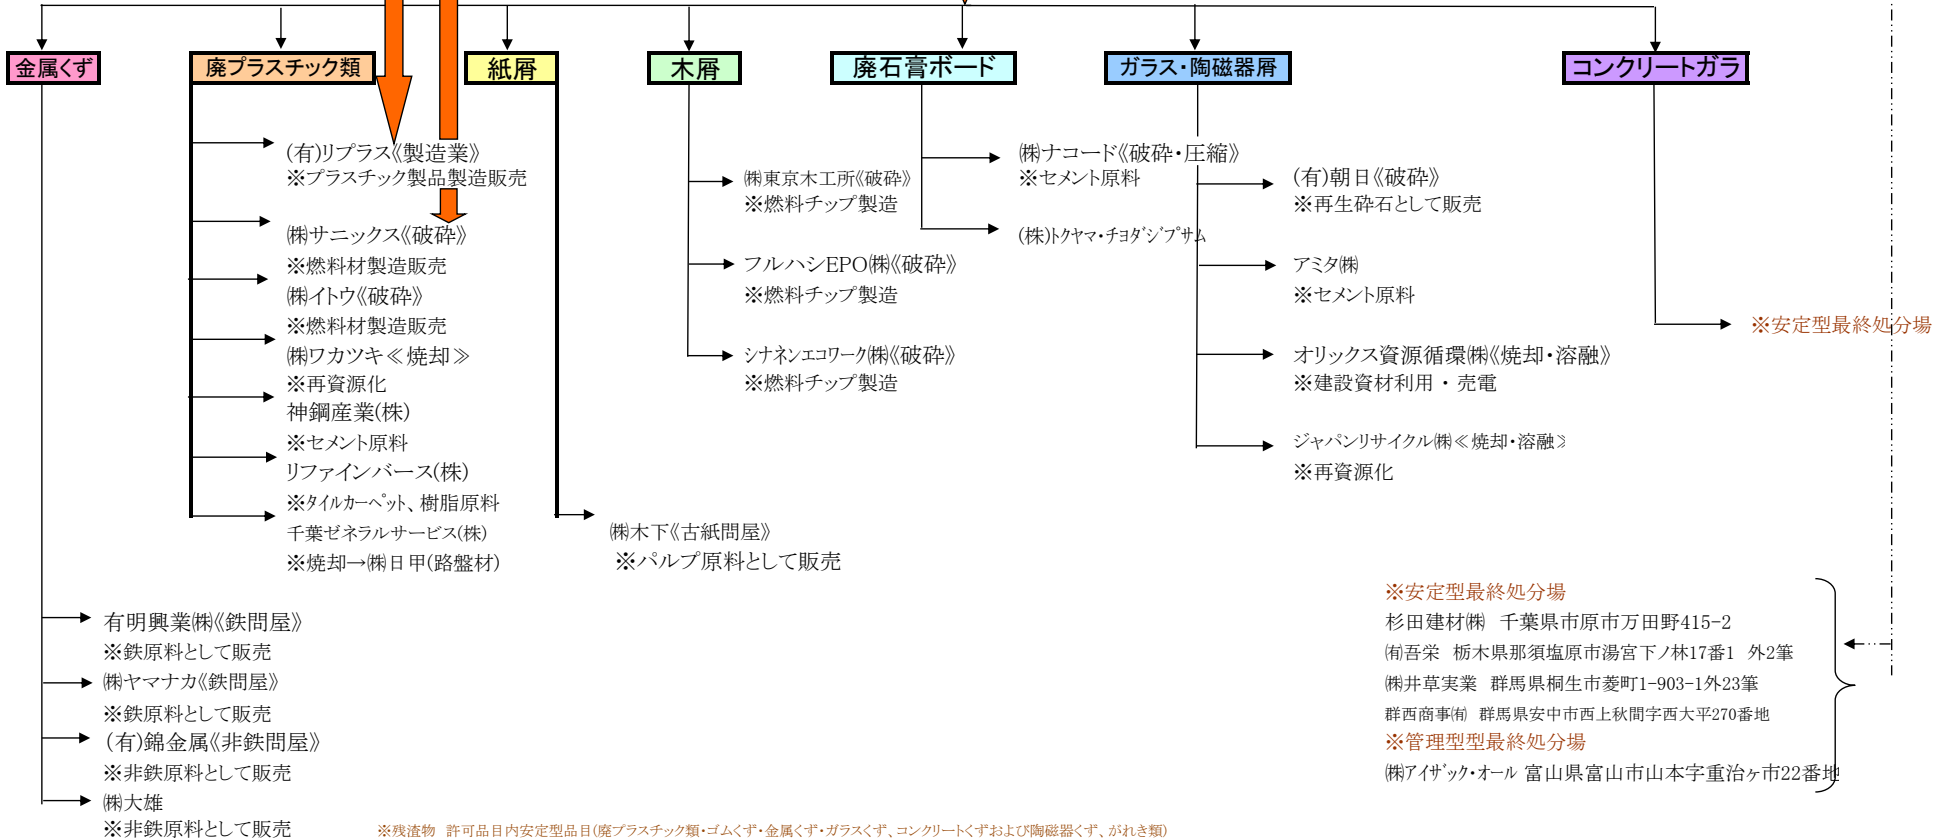 金属くず
廃プラスチック類
紙屑
木屑
廃石膏ボード
ガラス・陶磁器屑
コンクリートガラ
(有)リプラス《製造業》
※プラスチック製品製造販売
㈱サニックス《破砕》
※燃料材製造販売
㈱イトウ《破砕》
※燃料材製造販売
㈱ワカツキ≪焼却≫
※再資源化
神鋼産業(株)
※セメント原料
リファインバース(株)
※タイルカーペット、樹脂原料
千葉ゼネラルサービス(株)
※焼却→㈱日甲(路盤材)
㈱木下《古紙問屋》
※パルプ原料として販売
㈱東京木工所《破砕》
※燃料チップ製造
フルハシEPO㈱《破砕》
※燃料チップ製造
シナネンエコワーク㈱《破砕》
※燃料チップ製造
㈱ナコード《破砕・圧縮》
※セメント原料
(株)トクヤマ・チヨダジプサム
(有)朝日《破砕》
※再生砕石として販売
アミタ㈱
※セメント原料
オリックス資源循環㈱《焼却・溶融》
※建設資材利用・売電
ジャパンリサイクル㈱≪焼却・溶融≫
※再資源化
※安定型最終処分場
有明興業㈱《鉄問屋》
※鉄原料として販売
㈱ヤマナカ《鉄問屋》
※鉄原料として販売
(有)錦金属《非鉄問屋》
※非鉄原料として販売
㈱大雄
※非鉄原料として販売
※安定型最終処分場
杉田建材㈱ 千葉県市原市万田野415-2
㈲吾栄 栃木県那須塩原市湯宮下ノ林17番1 外2筆
㈱井草実業 群馬県桐生市菱町1-903-1外23筆
群西商事㈲ 群馬県安中市西上秋間字西大平270番地
※管理型型最終処分場
㈱アイザック・オール 富山県富山市山本字重治ヶ市22番地
※残渣物 許可品目内安定型品目(廃プラスチック類・ゴムくず・金属くず・ガラスくず、コンクリートくずおよび陶磁器くず、がれき類)